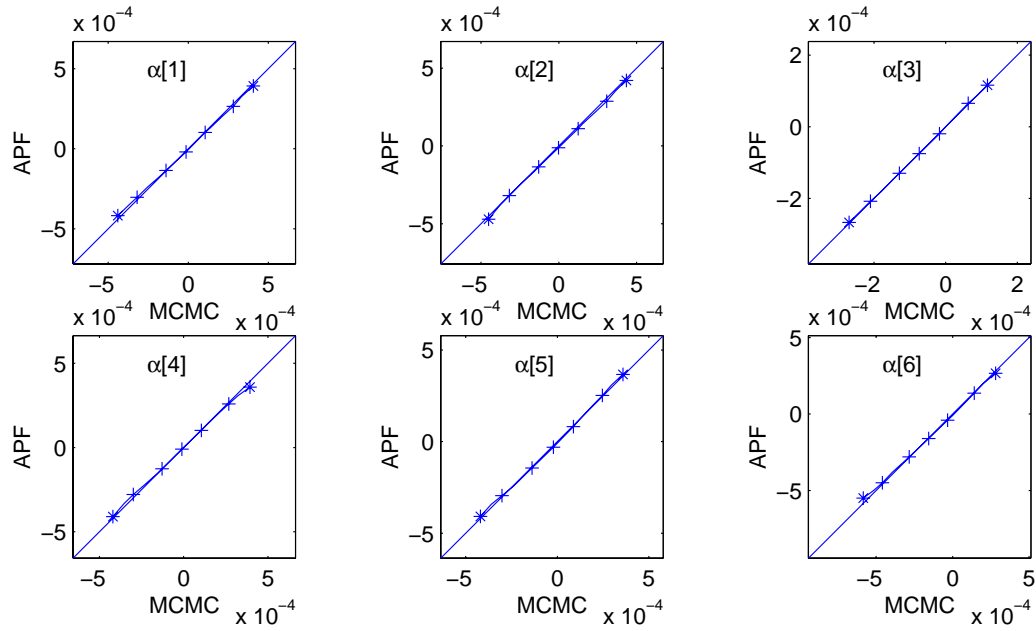 x 10⁻⁴
α[1]
5
0
−5
APF
−5 0 5
MCMC
x 10⁻⁴
x 10⁻⁴
α[2]
5
0
−5
APF
−5 0 5
MCMC
x 10⁻⁴
x 10⁻⁴
α[3]
2
0
−2
APF
−2 0 2
MCMC
x 10⁻⁴
x 10⁻⁴
α[4]
5
0
−5
APF
−5 0 5
MCMC
x 10⁻⁴
x 10⁻⁴
α[5]
5
0
−5
APF
−5 0 5
MCMC
x 10⁻⁴
x 10⁻⁴
α[6]
5
0
−5
APF
−5 0 5
MCMC
x 10⁻⁴